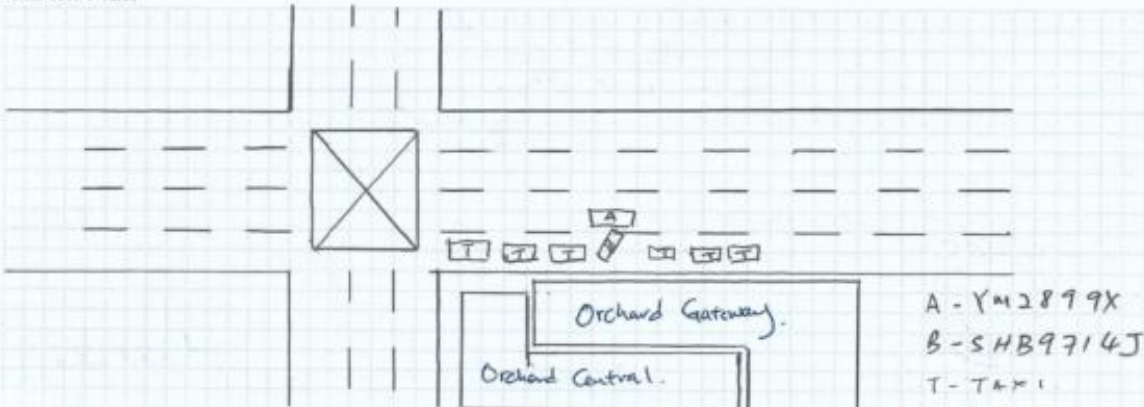 A
T T T B T T T
Orchard Gateway.
Orchard Central.
A - YM2899X
B - SHB9714J
T - TAXI